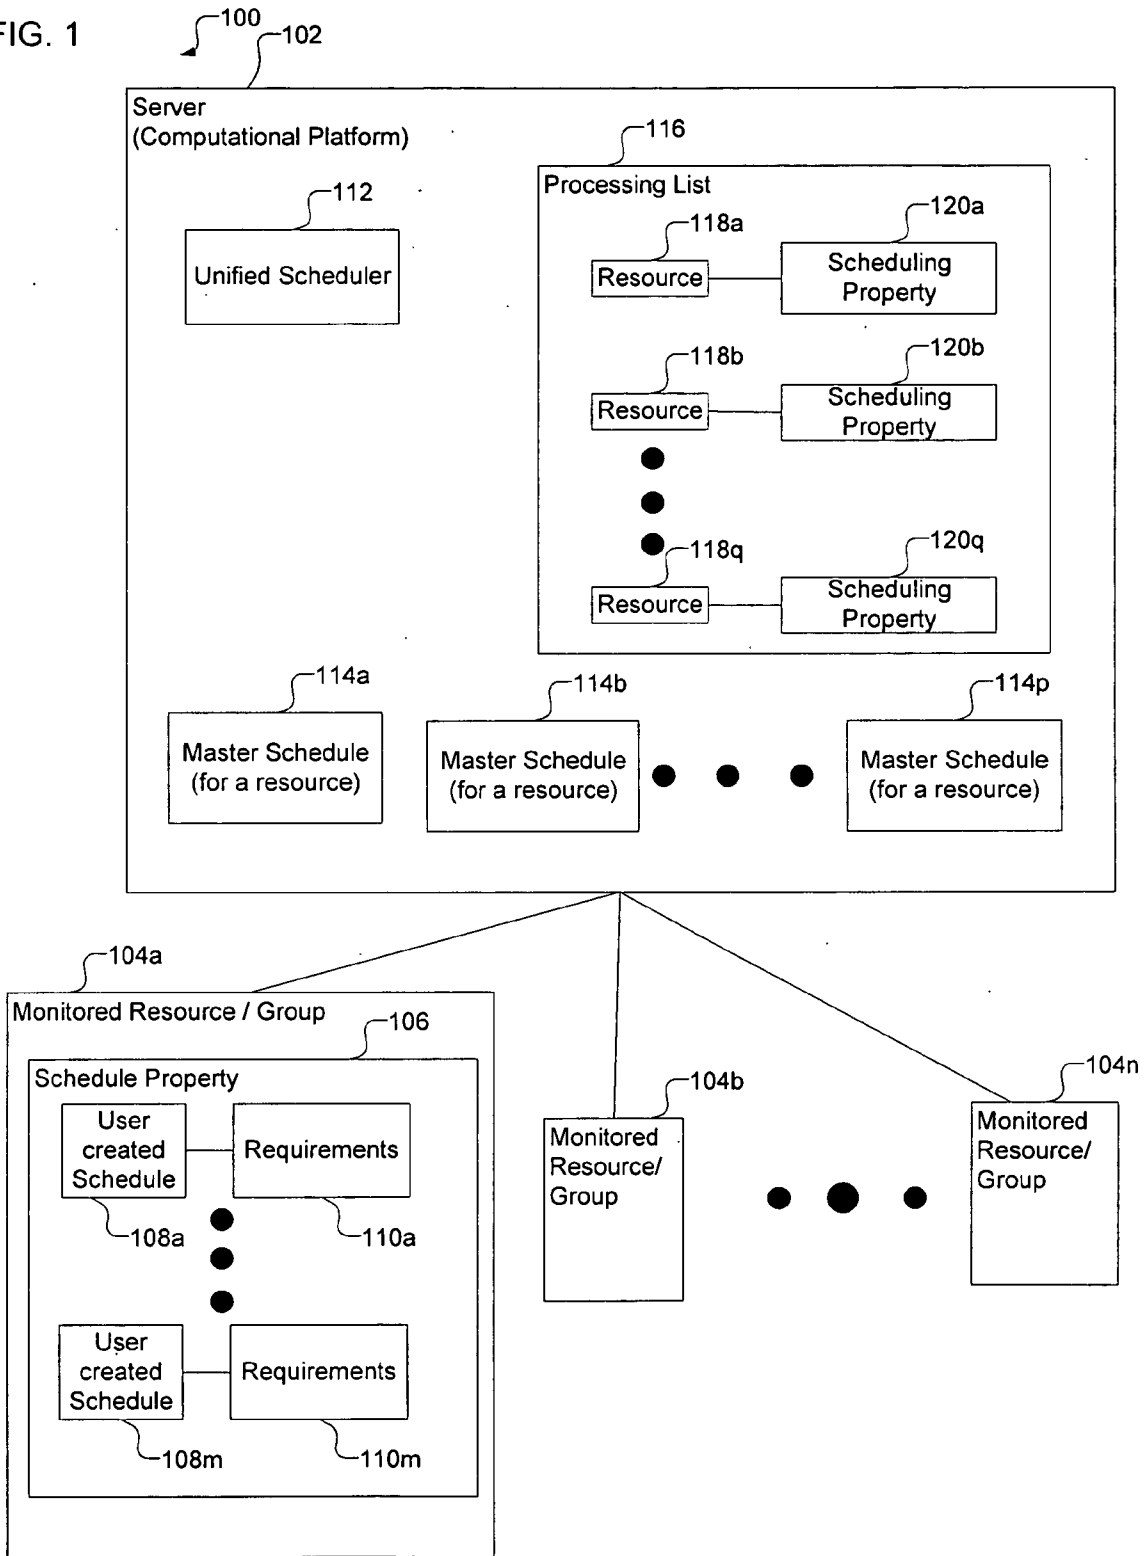 FIG. 1
100
102
Server
(Computational Platform)
116
Processing List
112
Unified Scheduler
118a
Resource
120a
Scheduling
Property
118b
Resource
120b
Scheduling
Property
118q
Resource
120q
Scheduling
Property
114a
Master Schedule
(for a resource)
114b
Master Schedule
(for a resource)
114p
Master Schedule
(for a resource)
104a
Monitored Resource / Group
106
Schedule Property
User
created
Schedule
Requirements
108a
110a
User
created
Schedule
Requirements
108m
110m
104b
Monitored
Resource/
Group
104n
Monitored
Resource/
Group